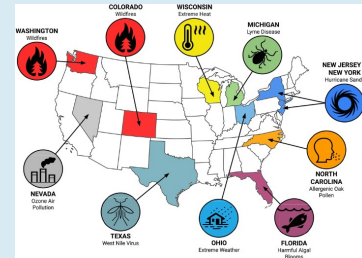 COLORADO
Wildfires
WISCONSIN
Extreme Heat
MICHIGAN
Lyme Disease
WASHINGTON
Wildfires
NEW JERSEY
NEW YORK
Hurricane Sandy
NEVADA
Ozone Air
Pollution
TEXAS
West Nile Virus
OHIO
Extreme Weather
FLORIDA
Harmful Algal
Blooms
NORTH
CAROLINA
Allergenic Oak
Pollen